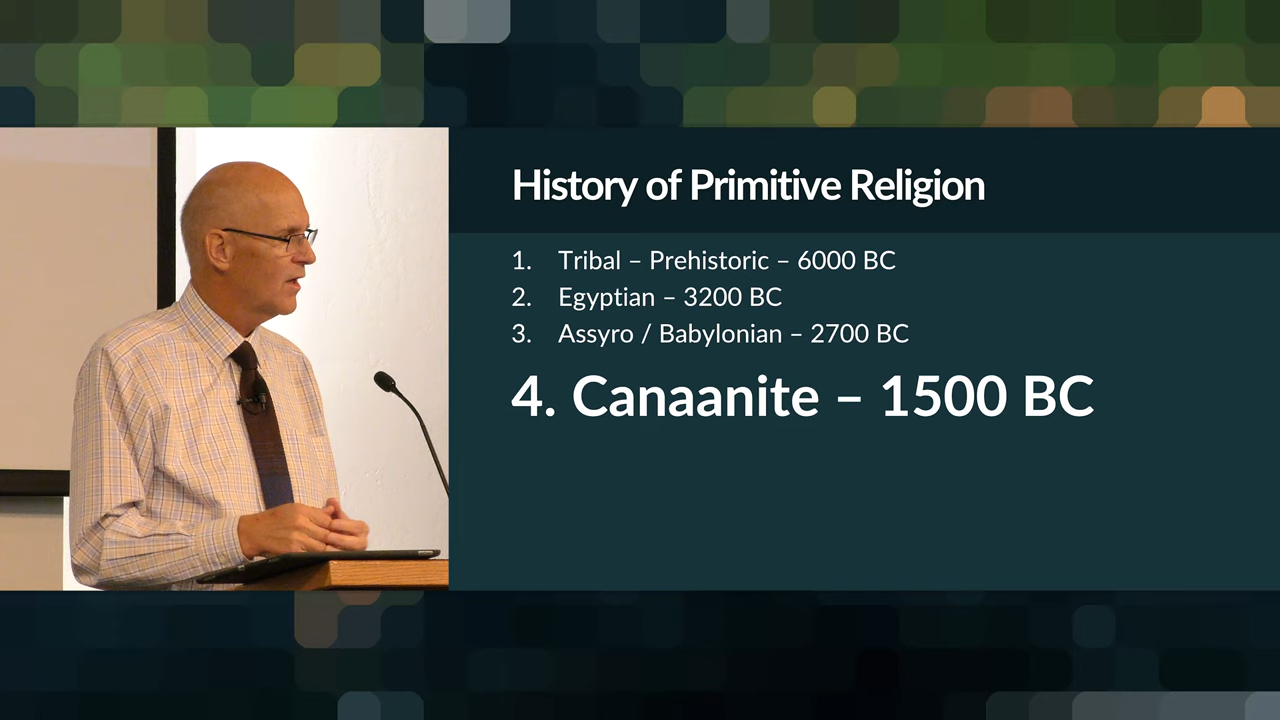 History of Primitive Religion
1. Tribal – Prehistoric – 6000 BC
2. Egyptian – 3200 BC
3. Assyro / Babylonian – 2700 BC
4. Canaanite – 1500 BC